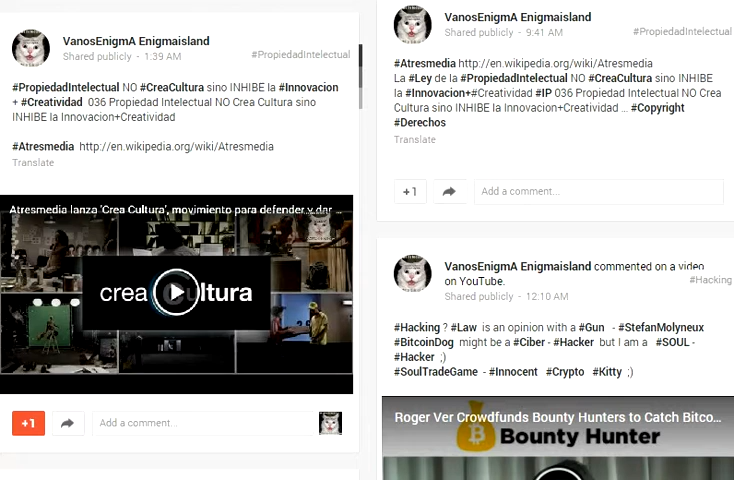 VanosEnigmA Enigmaisland
Shared publicly - 1:39 AM
#PropiedadIntelectual
#PropiedadIntelectual NO #CreaCultura sino INHIBE la #Innovacion
+ #Creatividad 036 Propiedad Intelectual NO Crea Cultura sino
INHIBE la Innovacion+Creatividad
#Atresmedia http://en.wikipedia.org/wiki/Atresmedia
Translate
Atresmedia lanza 'Crea Cultura', movimiento para defender y dar ...
crea ultura
+1
Add a comment...
VanosEnigmA Enigmaisland
Shared publicly - 9:41 AM
#PropiedadIntelectual
#Atresmedia http://en.wikipedia.org/wiki/Atresmedia
La #Ley de la #PropiedadIntelectual NO #CreaCultura sino INHIBE
la #Innovacion+#Creatividad #IP 036 Propiedad Intelectual NO Crea
Cultura sino INHIBE la Innovacion+Creatividad ... #Copyright
#Derechos
Translate
+1
Add a comment...
VanosEnigmA Enigmaisland commented on a video
on YouTube.
#Hacking
Shared publicly - 12:10 AM
#Hacking ? #Law is an opinion with a #Gun - #StefanMolyneux
#BitcoinDog might be a #Ciber - #Hacker but I am a #SOUL -
#Hacker ;)
#SoulTradeGame - #Innocent #Crypto #Kitty ;)
Roger Ver Crowdfunds Bounty Hunters to Catch Bitco...
Bounty Hunter